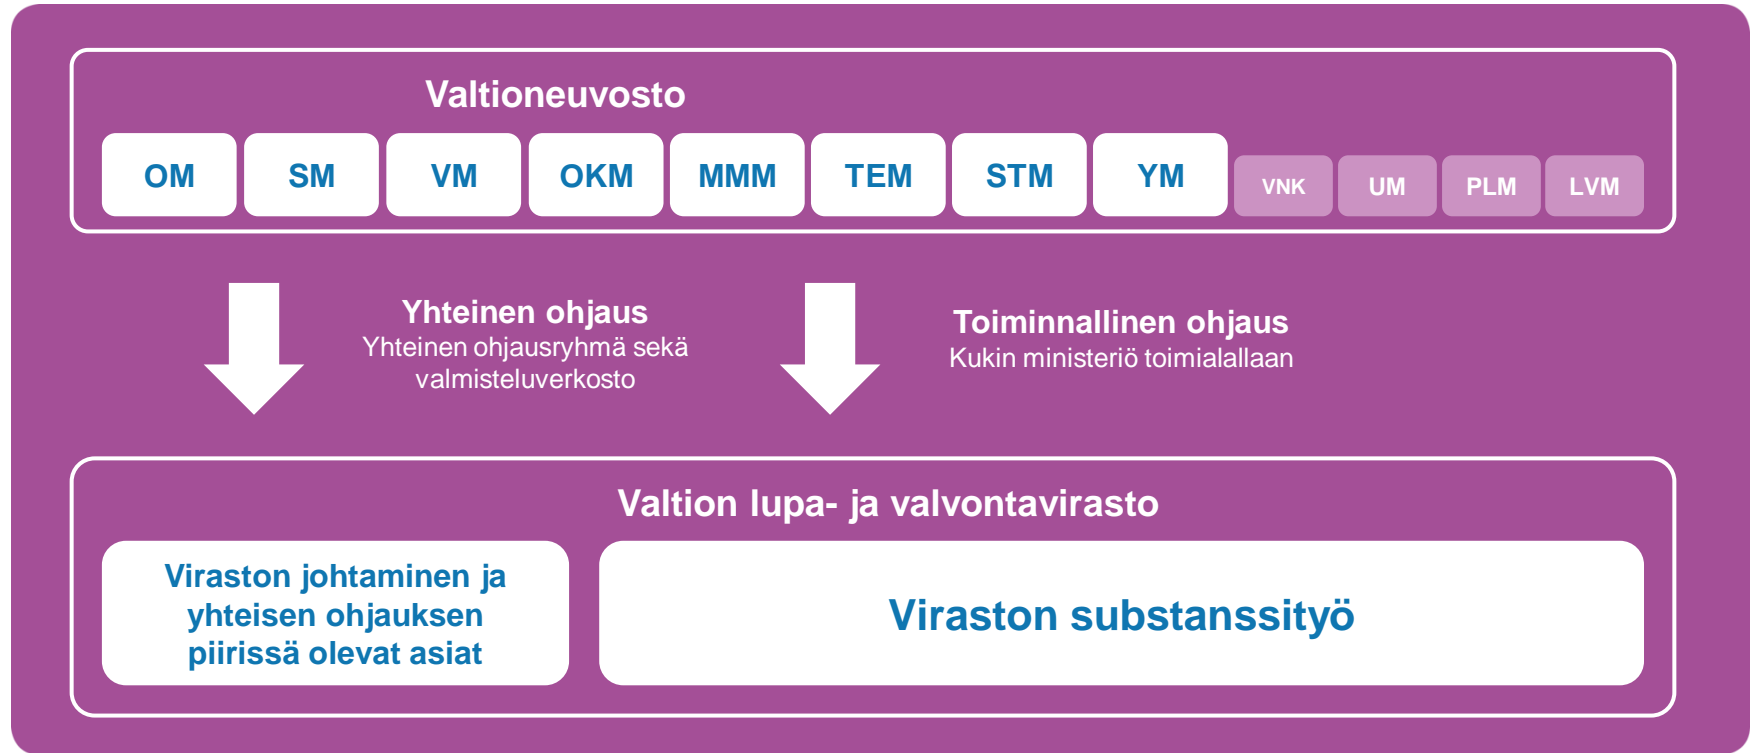 Valtioneuvosto
OM SM VM OKM MMM TEM STM YM VNK UM PLM LVM
Yhteinen ohjaus
Yhteinen ohjausryhmä sekä
valmisteluverkosto
Toiminnallinen ohjaus
Kukin ministeriö toimialallaan
Valtion lupa- ja valvontavirasto
Viraston johtaminen ja
yhteisen ohjauksen
piirissä olevat asiat
Viraston substanssityö